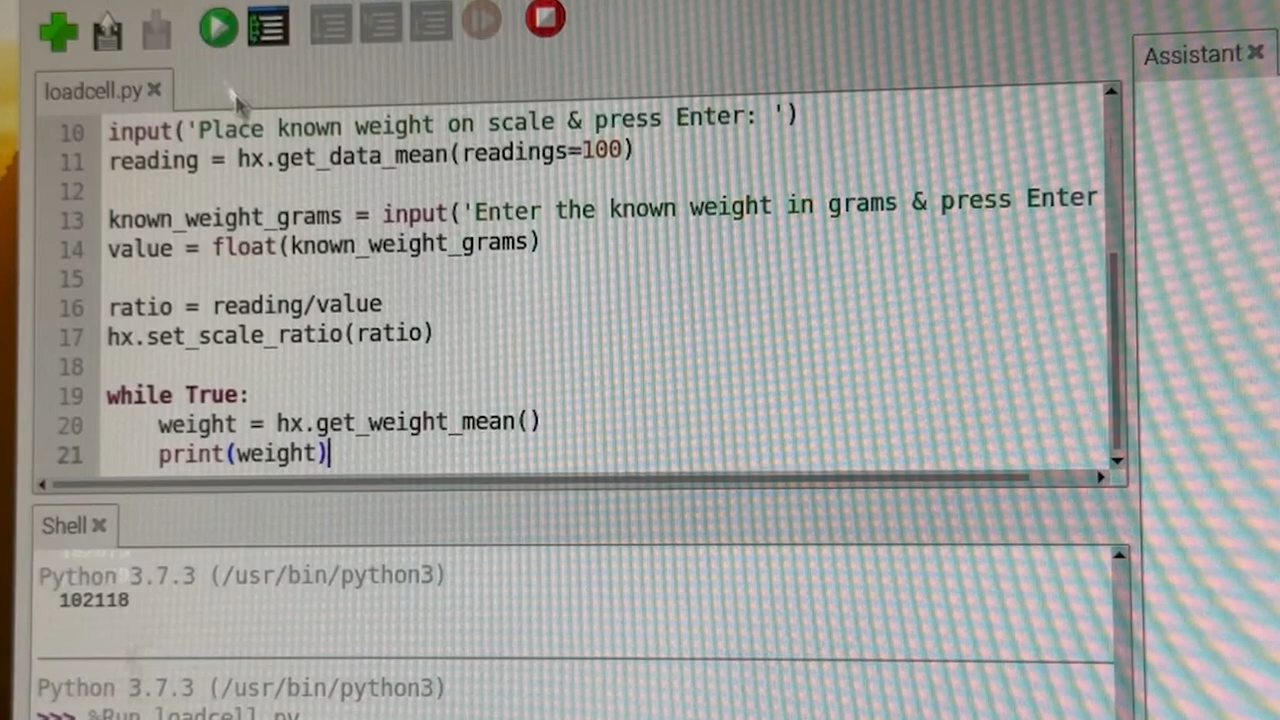 loadcell.py
Assistant
10 input('Place known weight on scale & press Enter: ')
11 reading = hx.get_data_mean(readings=100)
12
13 known_weight_grams = input('Enter the known weight in grams & press Enter
14 value = float(known_weight_grams)
15
16 ratio = reading/value
17 hx.set_scale_ratio(ratio)
18
19 while True:
20 weight = hx.get_weight_mean()
21 print(weight)
Shell
Python 3.7.3 (/usr/bin/python3)
102118
Python 3.7.3 (/usr/bin/python3)
>>> %Run loadcell.py